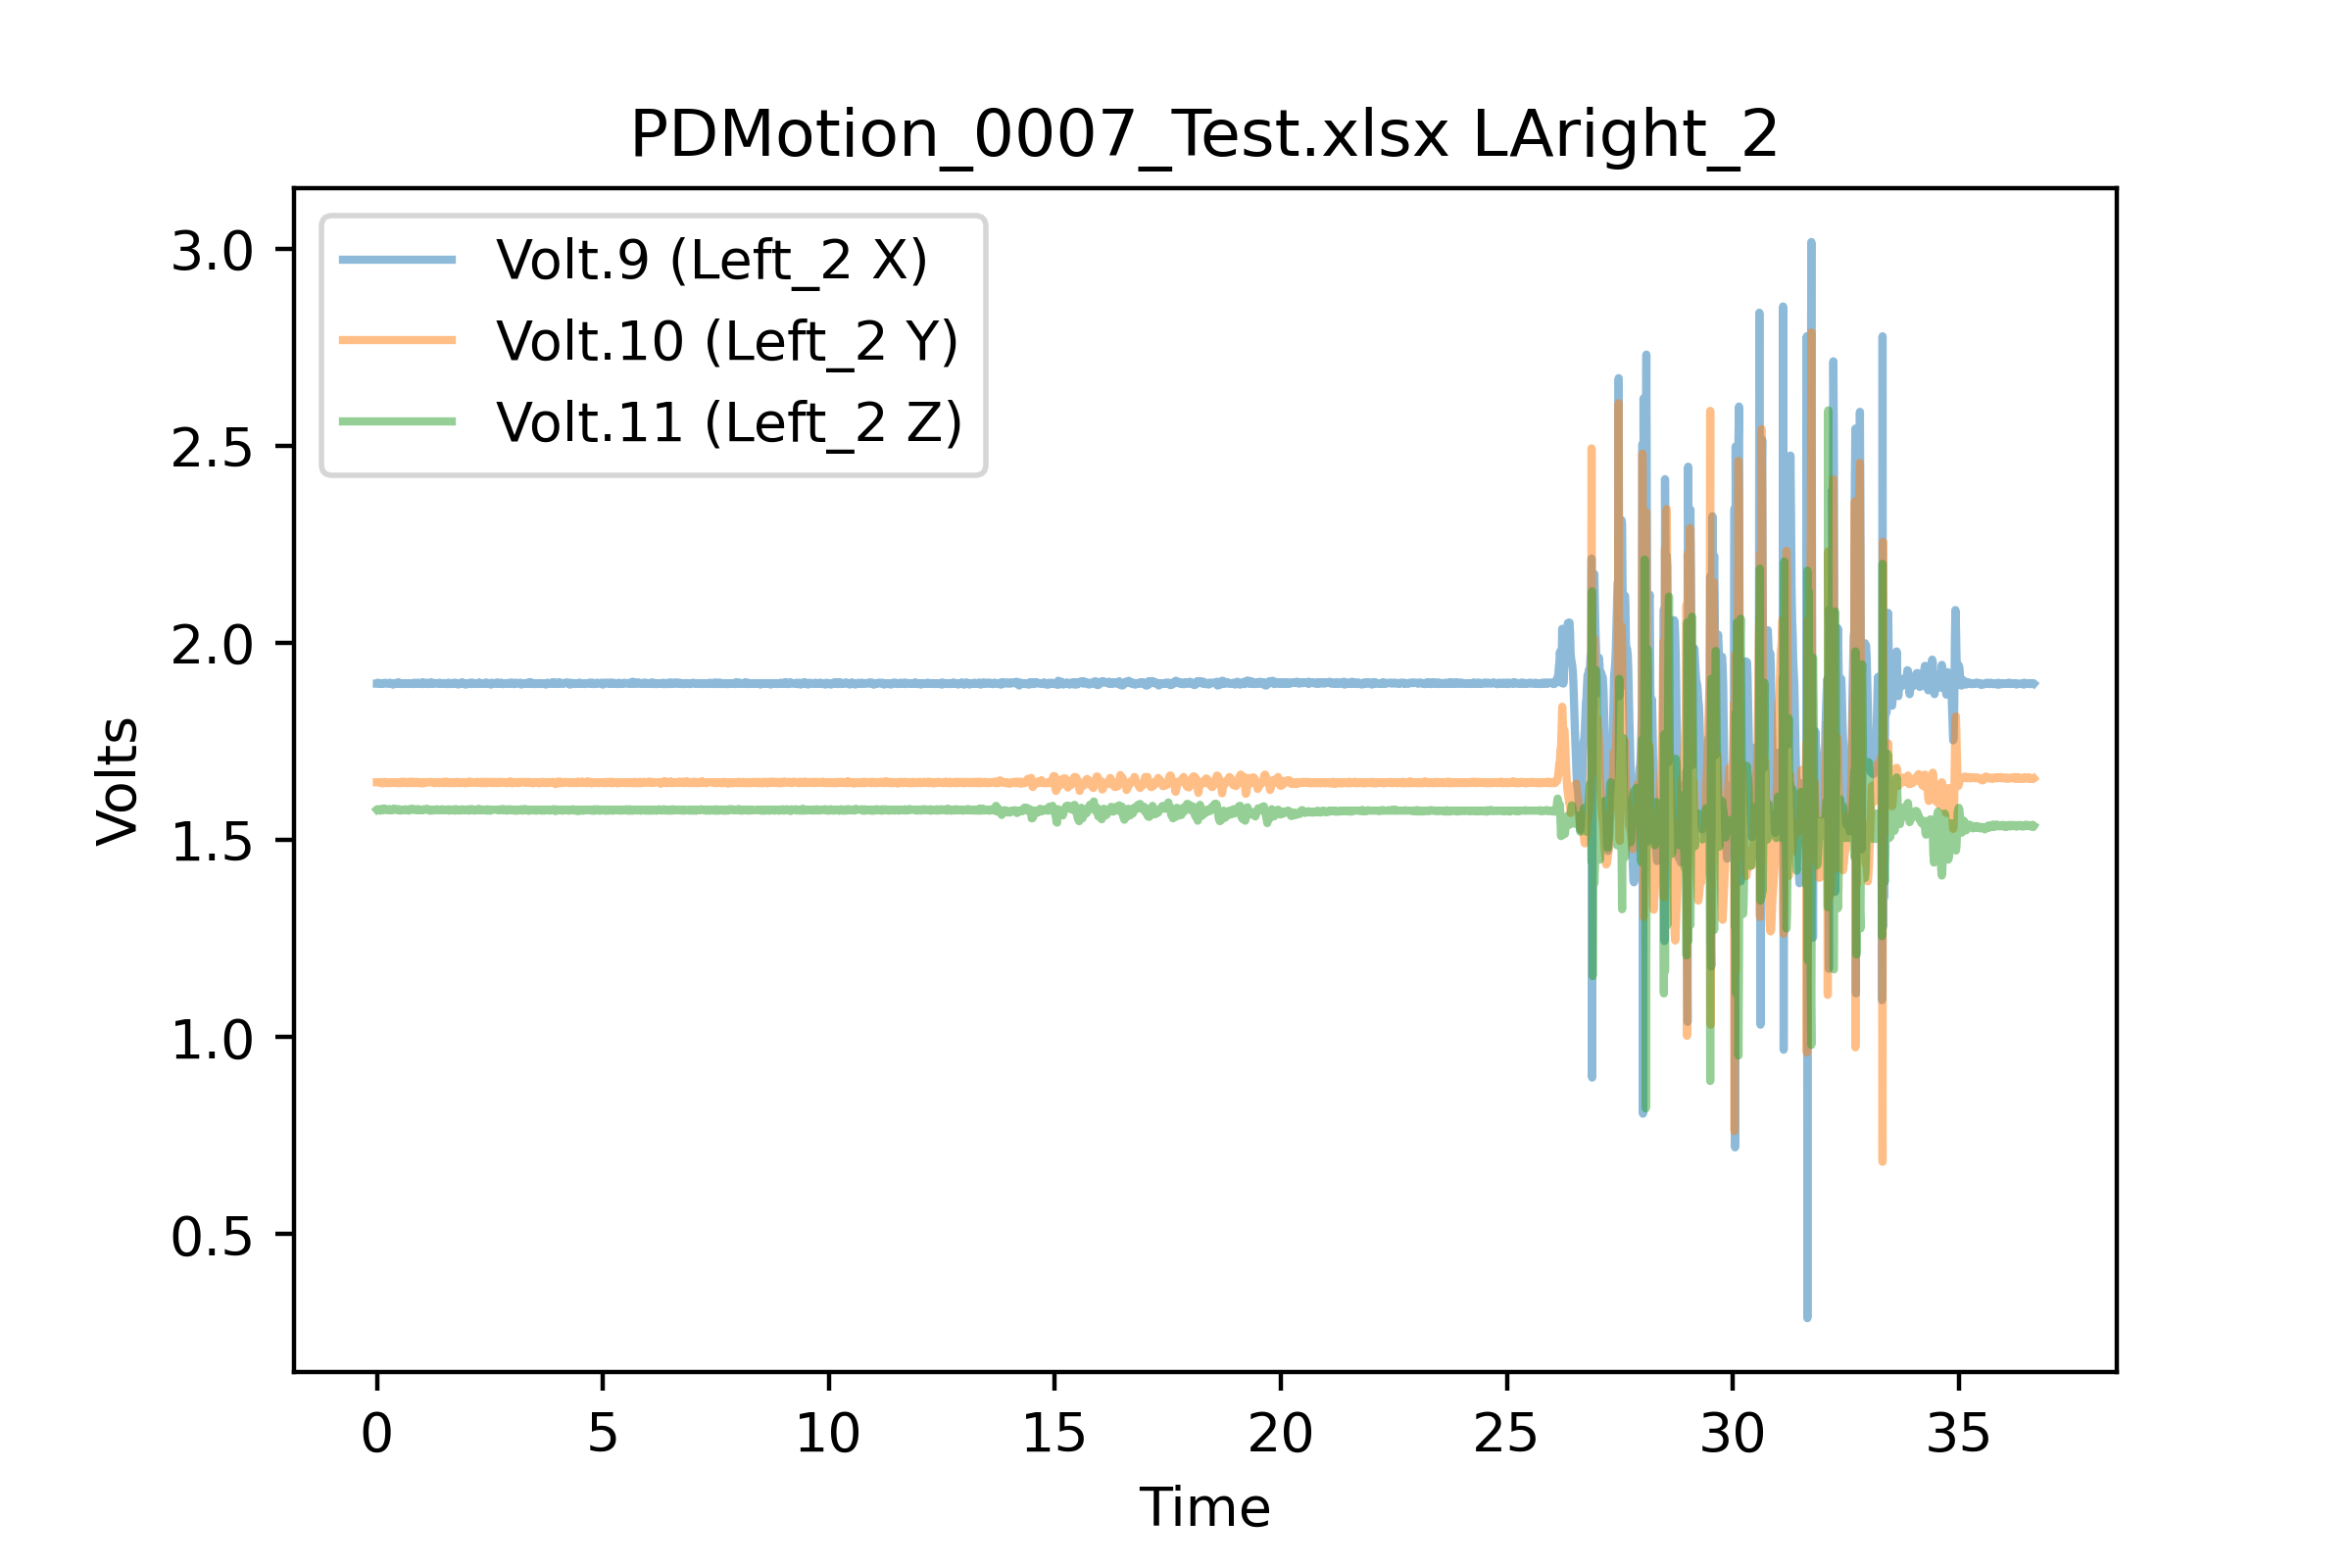 PDMotion_0007_Test.xlsx LAright_2
Volt.9 (Left_2 X)
Volt.10 (Left_2 Y)
Volt.11 (Left_2 Z)
3.0
2.5
2.0
1.5
1.0
0.5
Volts
0 5 10 15 20 25 30 35
Time